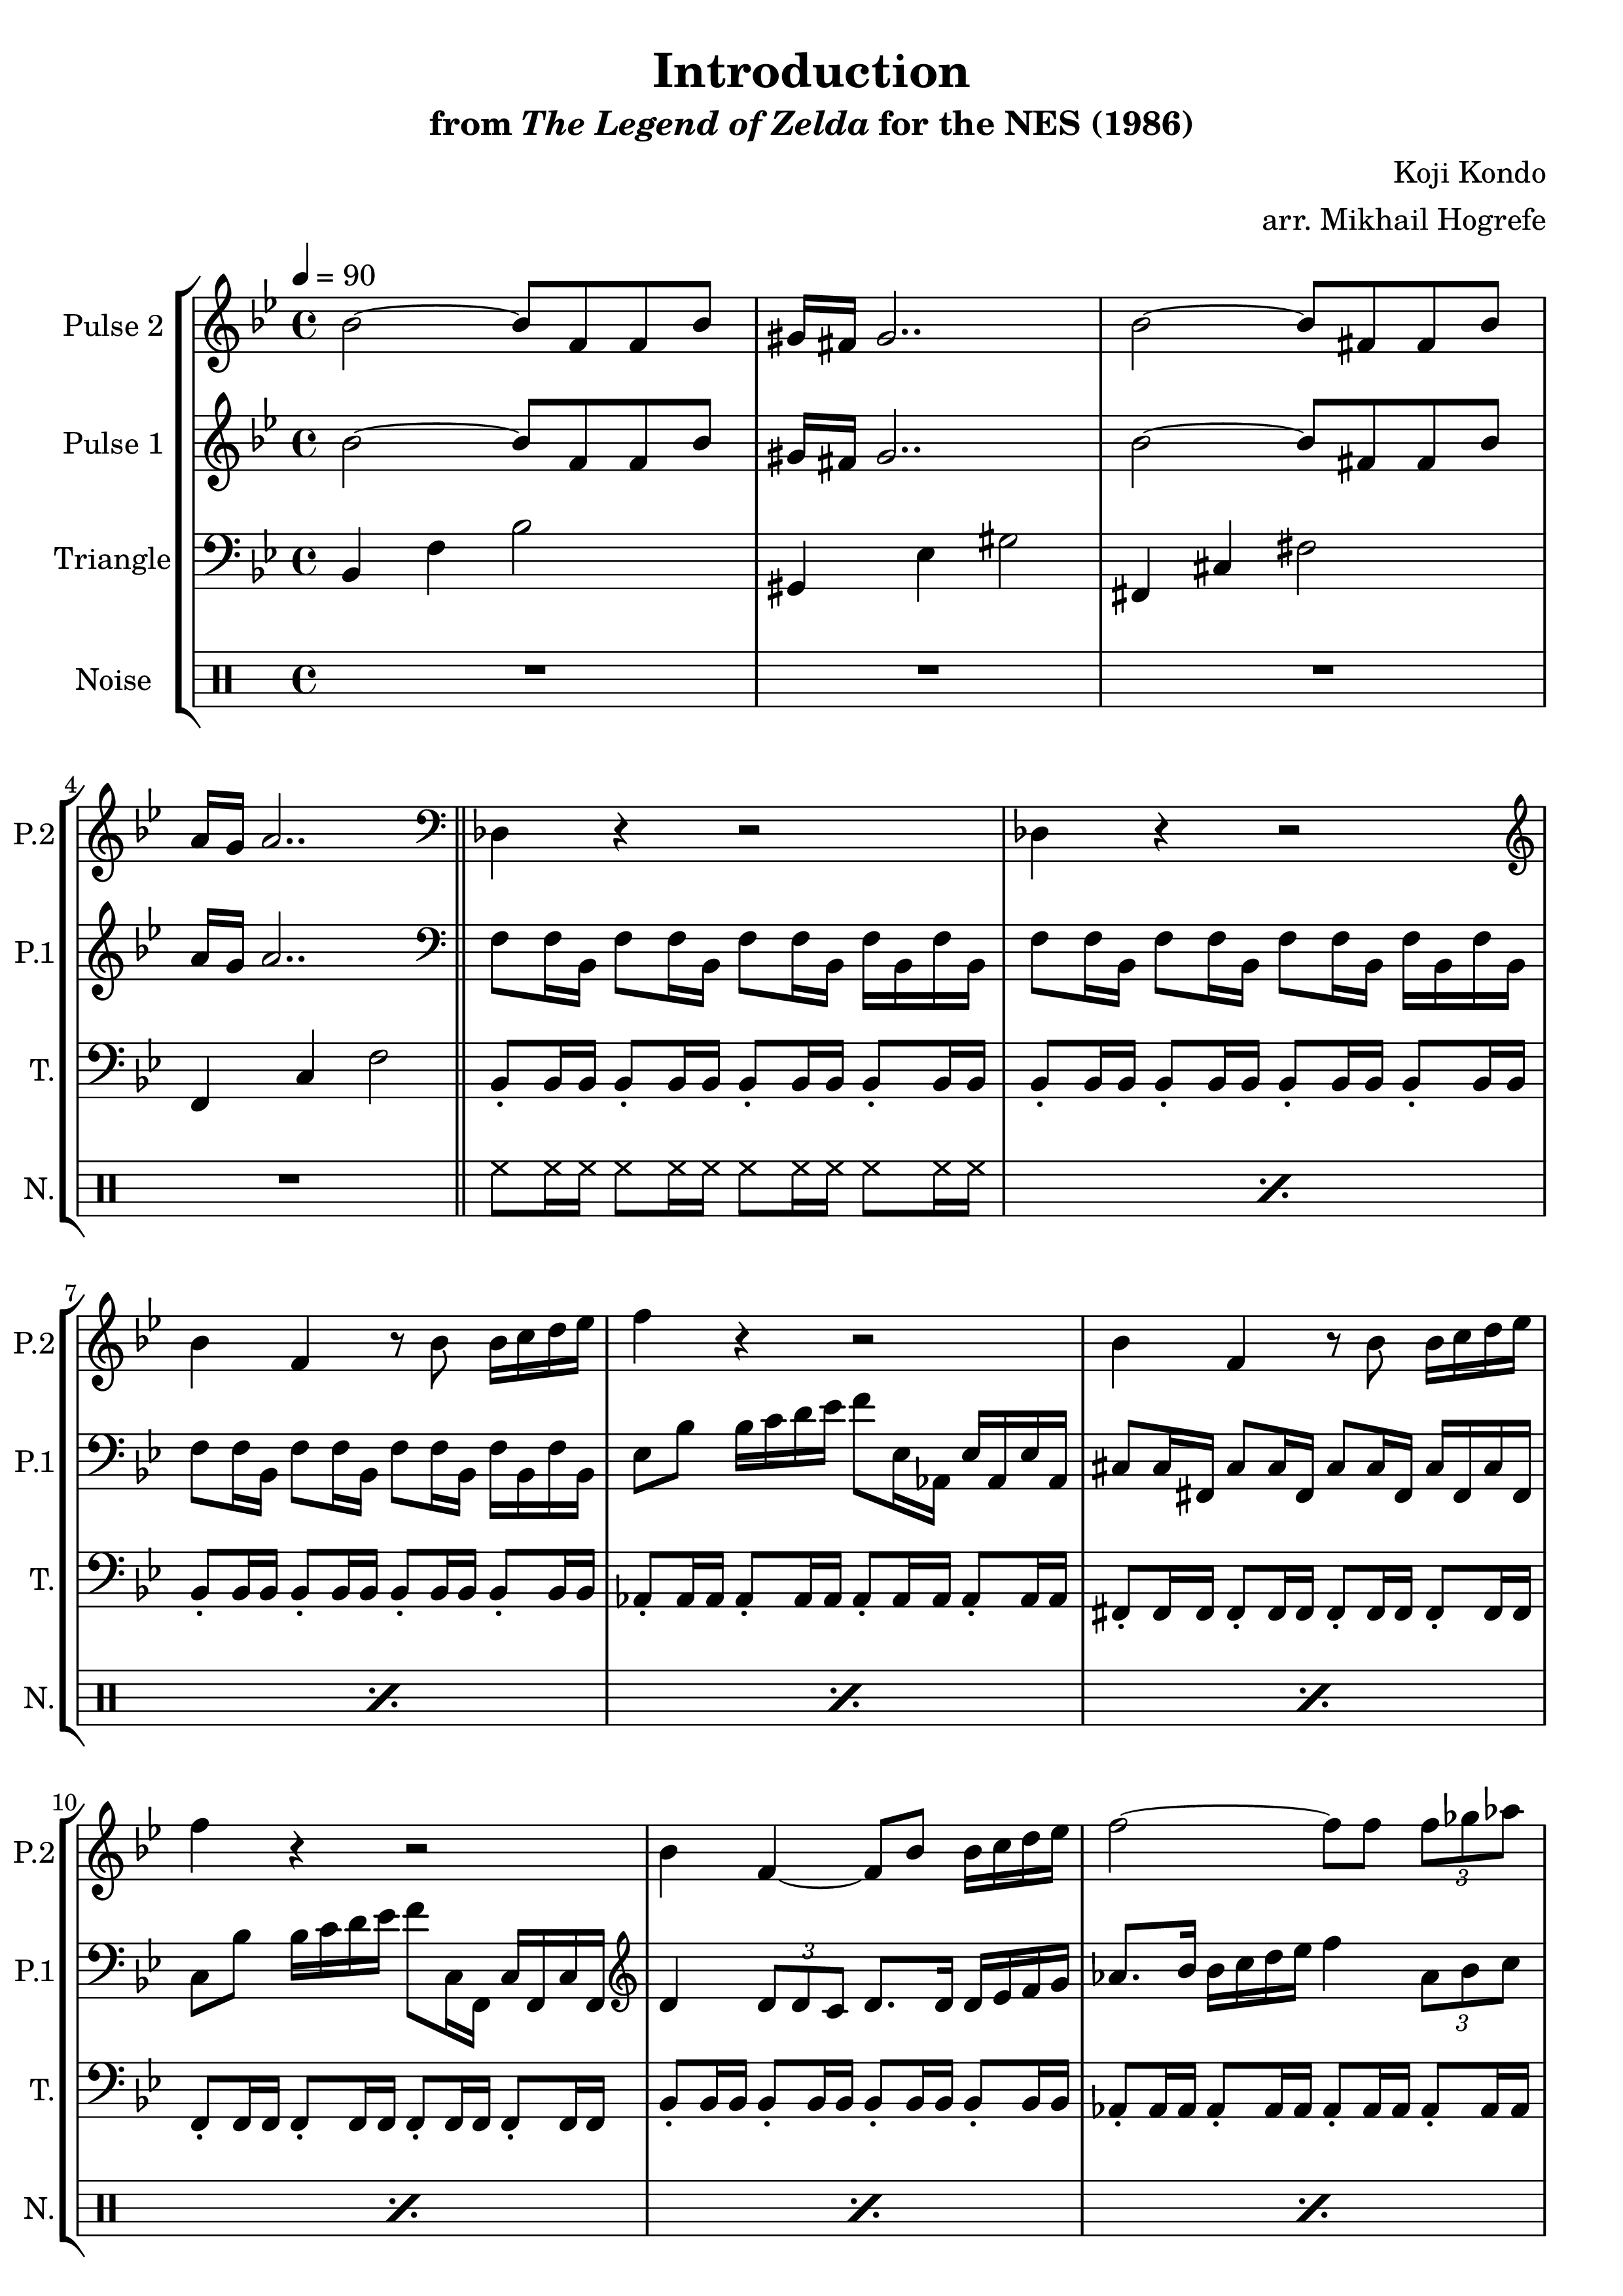 Introduction
from The Legend of Zelda for the NES (1986)
Koji Kondo
arr. Mikhail Hogrefe
= 90
Pulse 2
Pulse 1
Triangle
Noise
4
P.2
P.1
T.
N.
7
P.2
P.1
T.
N.
10
P.2
3
P.1
3
3
T.
N.